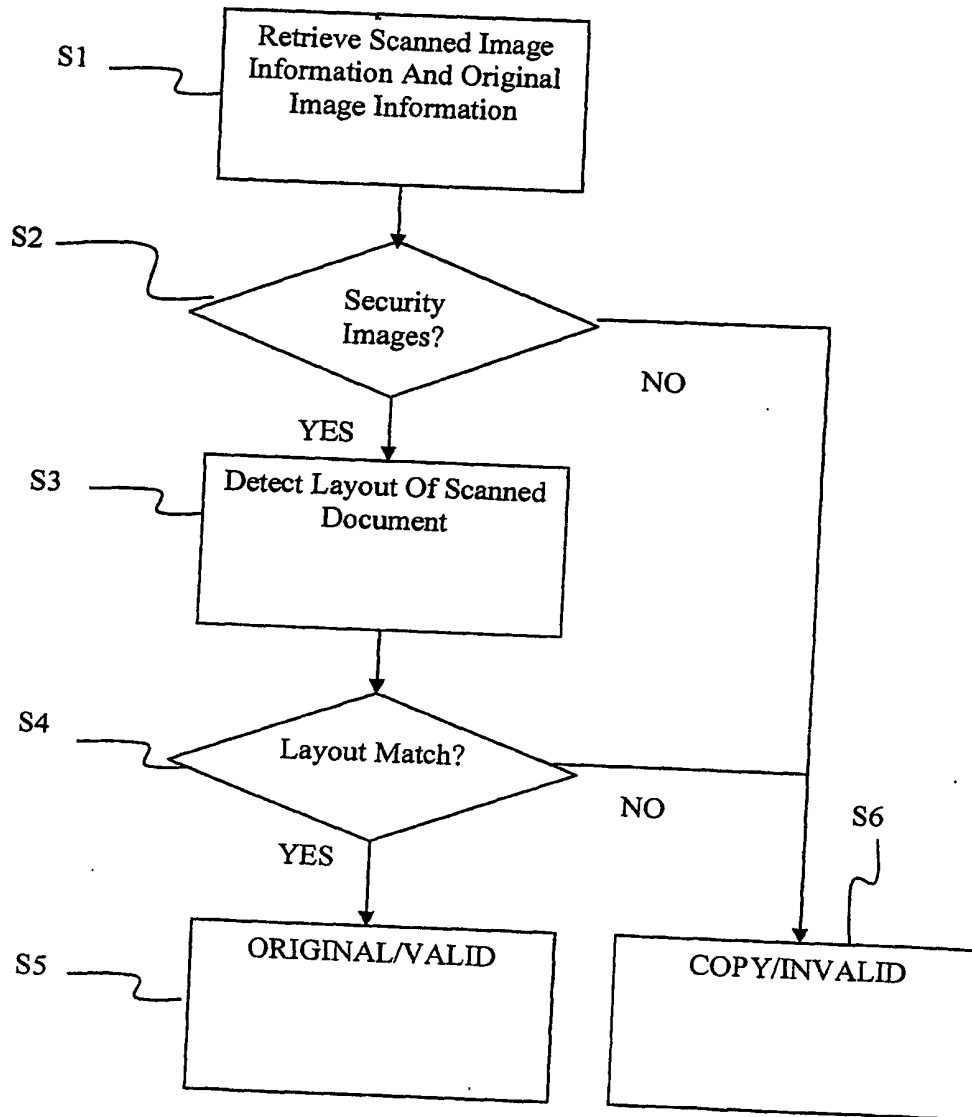 S1
Retrieve Scanned Image
Information And Original
Image Information
S2
Security
Images?
NO
YES
S3
Detect Layout Of Scanned
Document
S4
Layout Match?
NO
YES
S6
S5
ORIGINAL/VALID
COPY/INVALID